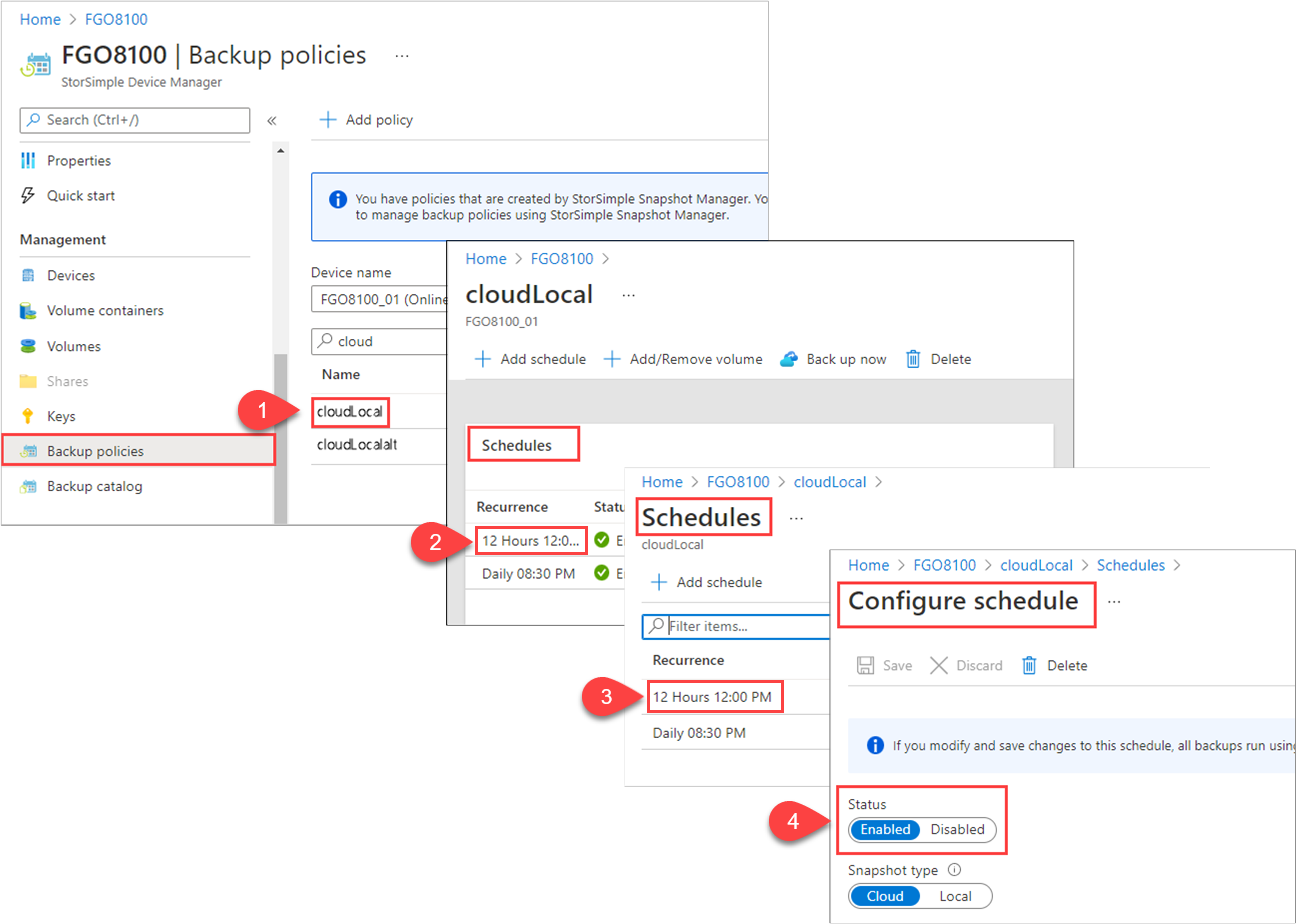 Home > FGO8100
FGO8100 | Backup policies ...
StorSimple Device Manager
Search (Ctrl+/)
«
Add policy
Properties
Quick start
Management
Devices
Volume containers
Volumes
Shares
Keys
Backup policies
Backup catalog
You have policies that are created by StorSimple Snapshot Manager. Yo
to manage backup policies using StorSimple Snapshot Manager.
Device name
FGO8100_01 (Online
cloud
Name
1
cloudLocal
cloudLocalalt
Home > FGO8100 >
cloudLocal ...
FGO8100_01
Add schedule
Add/Remove volume
Back up now
Delete
Schedules
Recurrence
Statu
2
12 Hours 12:0...
E
Daily 08:30 PM
E
Home > FGO8100 > cloudLocal >
Schedules ...
cloudLocal
Add schedule
Filter items...
Recurrence
3
12 Hours 12:00 PM
Daily 08:30 PM
Home > FGO8100 > cloudLocal > Schedules >
Configure schedule ...
Save
Discard
Delete
If you modify and save changes to this schedule, all backups run using
4
Status
Enabled Disabled
Snapshot type
Cloud Local